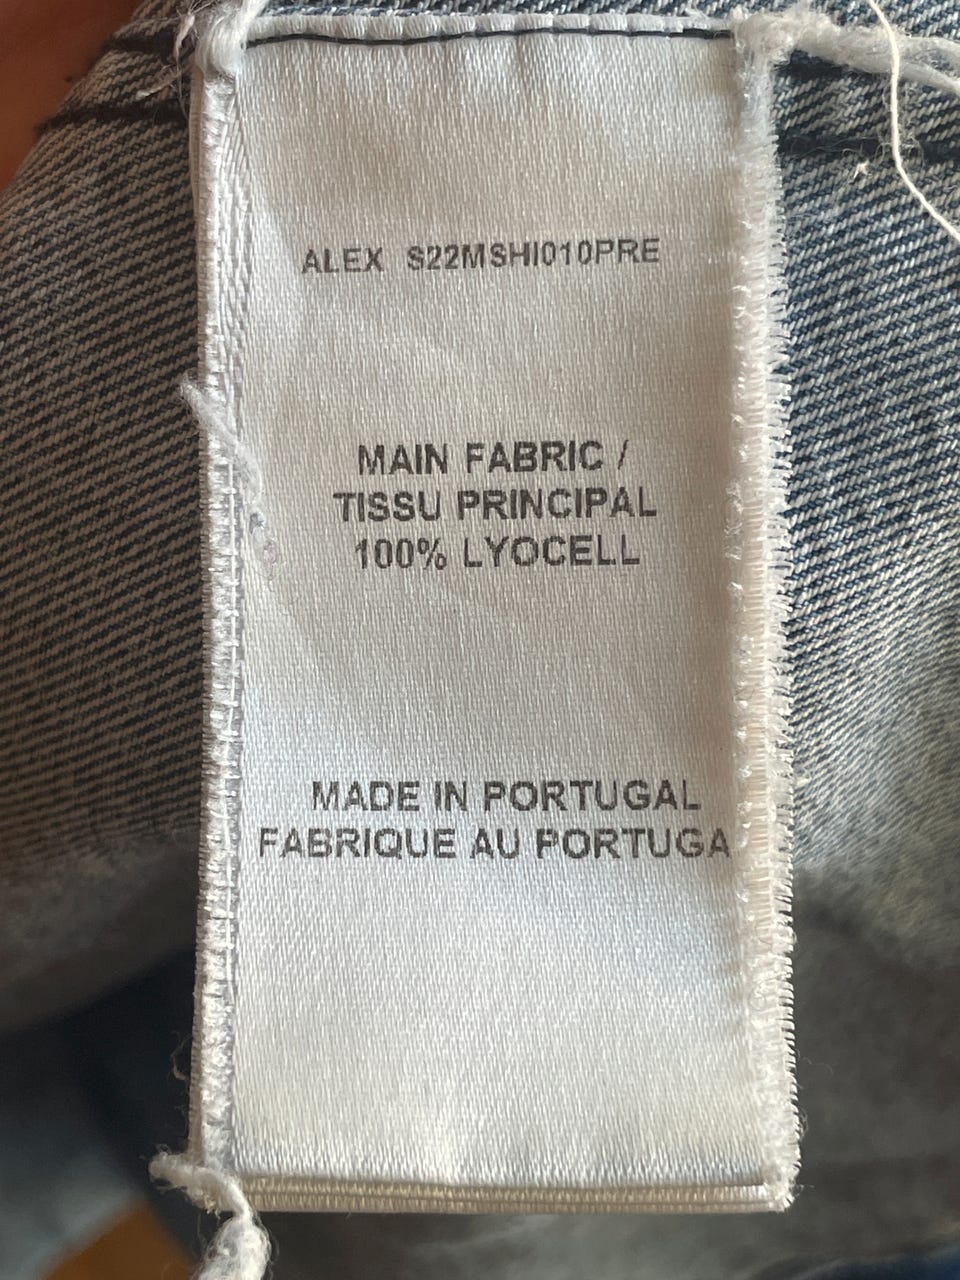 ALEX S22MSHI010PRE
MAIN FABRIC /
TISSU PRINCIPAL
100% LYOCELL
MADE IN PORTUGAL
FABRIQUE AU PORTUGA